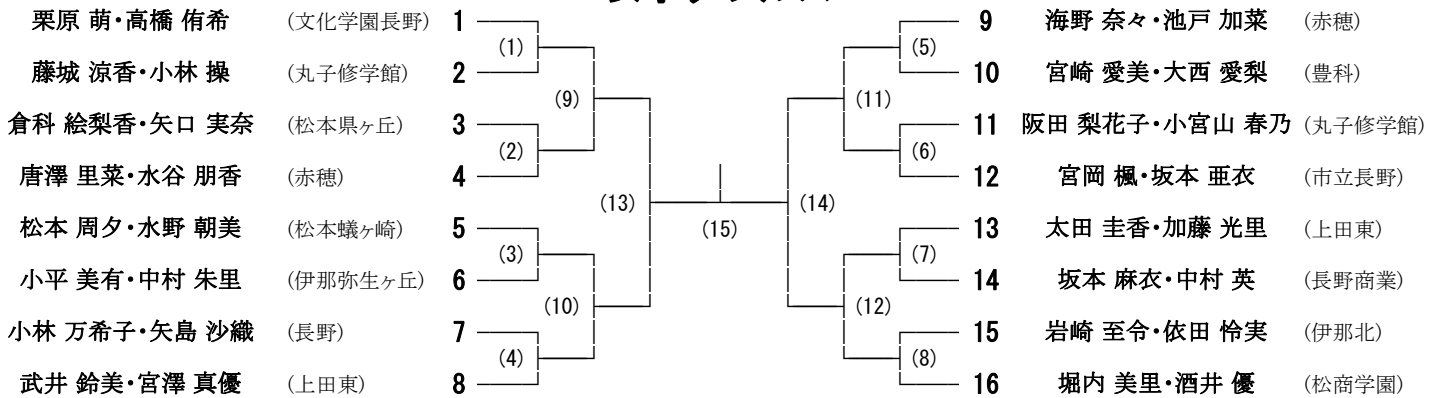 栗原 萌・高橋 侑希 (文化学園長野) 1
藤城 涼香・小林 操 (丸子修学館) 2
倉科 絵梨香・矢口 実奈 (松本県ヶ丘) 3
唐澤 里菜・水谷 朋香 (赤穂) 4
松本 周夕・水野 朝美 (松本蟻ヶ崎) 5
小平 美有・中村 朱里 (伊那弥生ヶ丘) 6
小林 万希子・矢島 沙織 (長野) 7
武井 鈴美・宮澤 真優 (上田東) 8
(1)
(2)
(3)
(4)
(9)
(10)
(13)
(15)
(14)
(11)
(12)
(5)
(6)
(7)
(8)
9 海野 奈々・池戸 加菜 (赤穂)
10 宮崎 愛美・大西 愛梨 (豊科)
11 阪田 梨花子・小宮山 春乃 (丸子修学館)
12 宮岡 楓・坂本 亜衣 (市立長野)
13 太田 圭香・加藤 光里 (上田東)
14 坂本 麻衣・中村 英 (長野商業)
15 岩崎 至令・依田 怜実 (伊那北)
16 堀内 美里・酒井 優 (松商学園)